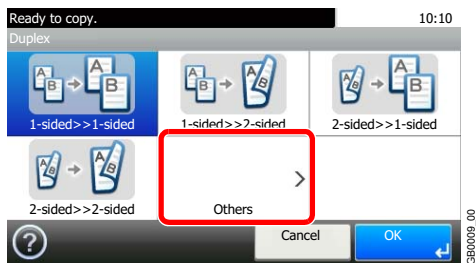 Ready to copy.
10:10
Duplex
A
B
A
B
A
B
A
B
A
B
A
B
1-sided>>1-sided
1-sided>>2-sided
2-sided>>1-sided
A
B
A
B
2-sided>>2-sided
Others
?
Cancel
OK
GB0009_00